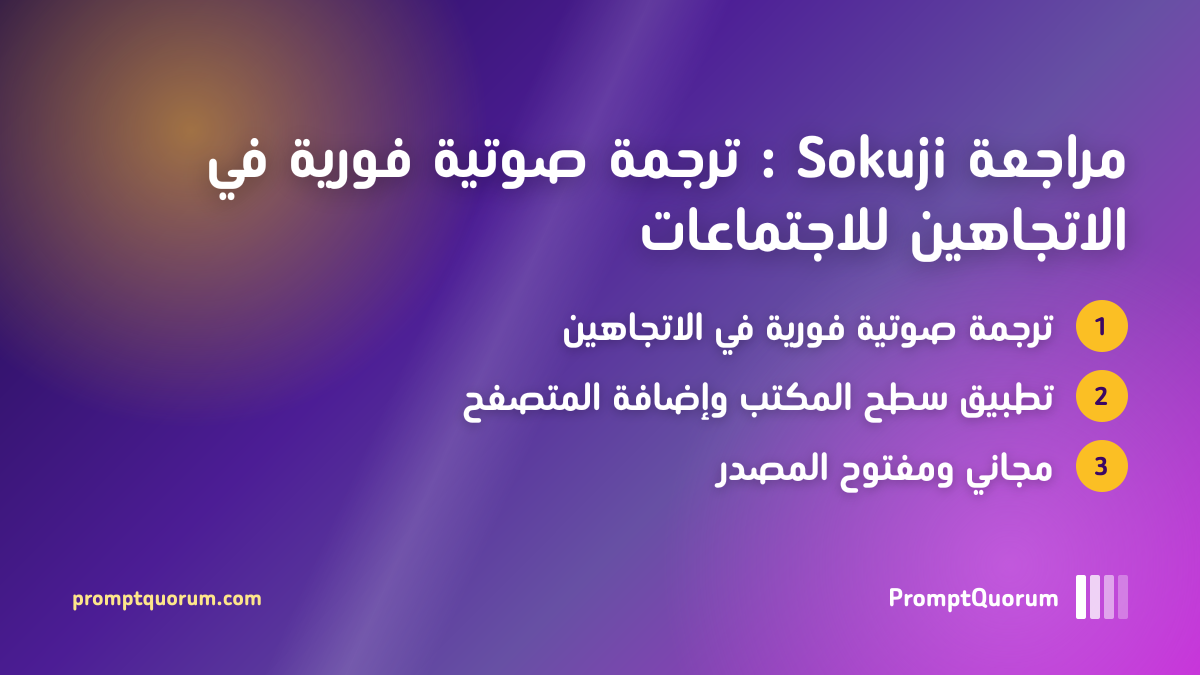 مراجعة Sokuji : ترجمة صوتية فورية في
الاتجاهين للاجتماعات
1 ترجمة صوتية فورية في الاتجاهين
2 تطبيق سطح المكتب وإضافة المتصفح
3 مجاني ومفتوح المصدر
PromptQuorum
promptquorum.com